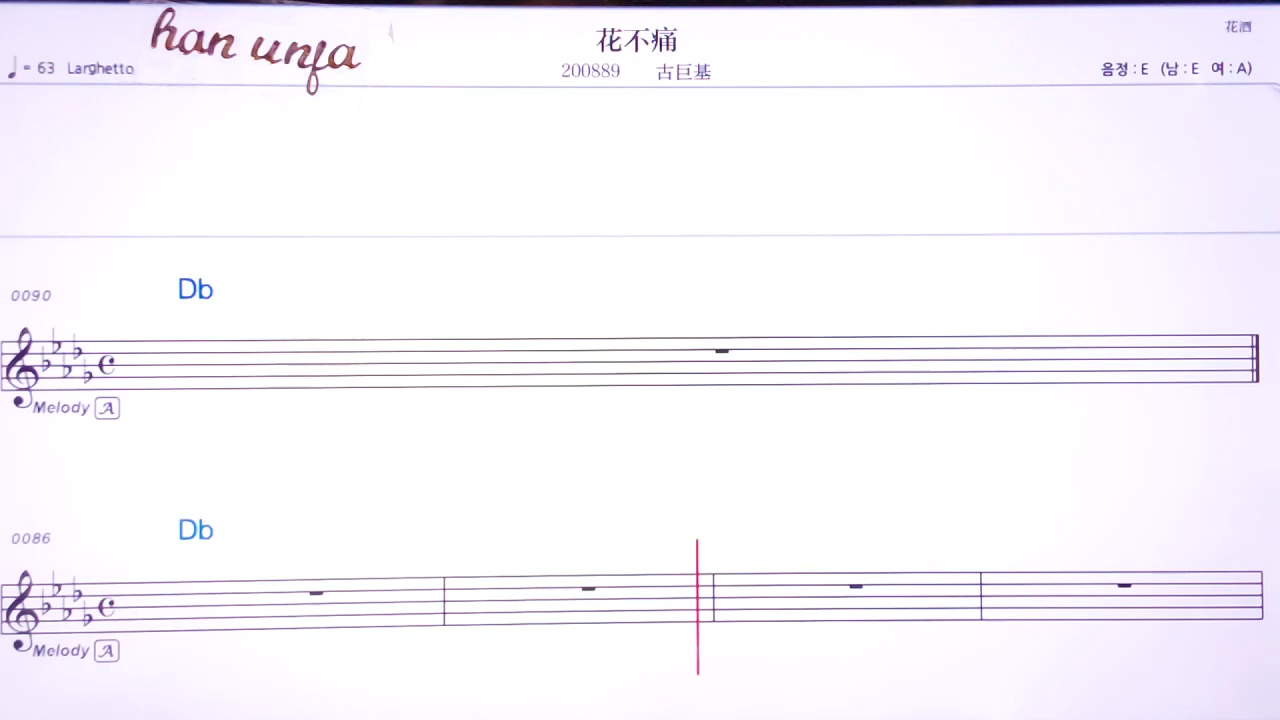 han unfa
花不痛
花洒
♩= 63 Larghetto
200889 古巨基
음정 : E (남 : E 여 : A)
0090
Db
Melody A
0086
Db
Melody A